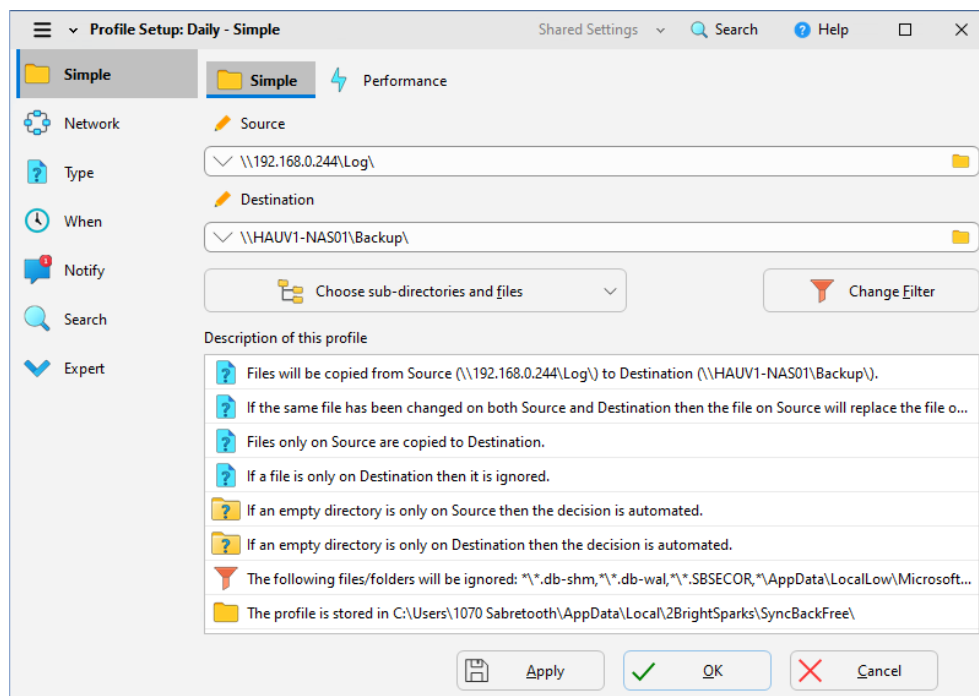 Profile Setup: Daily - Simple
Shared Settings
Search
Help
Simple
Network
Type
When
Notify
1
Search
Expert
Simple
Performance
Source
\\192.168.0.244\Log\
Destination
\\HAUV1-NAS01\Backup\
Choose sub-directories and files
Change Filter
Description of this profile
Files will be copied from Source (\\192.168.0.244\Log\) to Destination (\\HAUV1-NAS01\Backup\).
If the same file has been changed on both Source and Destination then the file on Source will replace the file o...
Files only on Source are copied to Destination.
If a file is only on Destination then it is ignored.
If an empty directory is only on Source then the decision is automated.
If an empty directory is only on Destination then the decision is automated.
The following files/folders will be ignored: *\*.db-shm,*\*.db-wal,*\*.SBSECOR,*\AppData\LocalLow\Microsoft...
The profile is stored in C:\Users\1070 Sabretooth\AppData\Local\2BrightSparks\SyncBackFree\
Apply
OK
Cancel